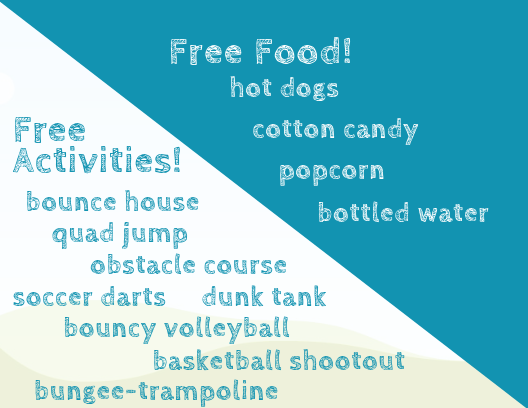 Free Food!
hot dogs
cotton candy
popcorn
bottled water
Free
Activities!
bounce house
quad jump
obstacle course
soccer darts dunk tank
bouncy volleyball
basketball shootout
bungee-trampoline